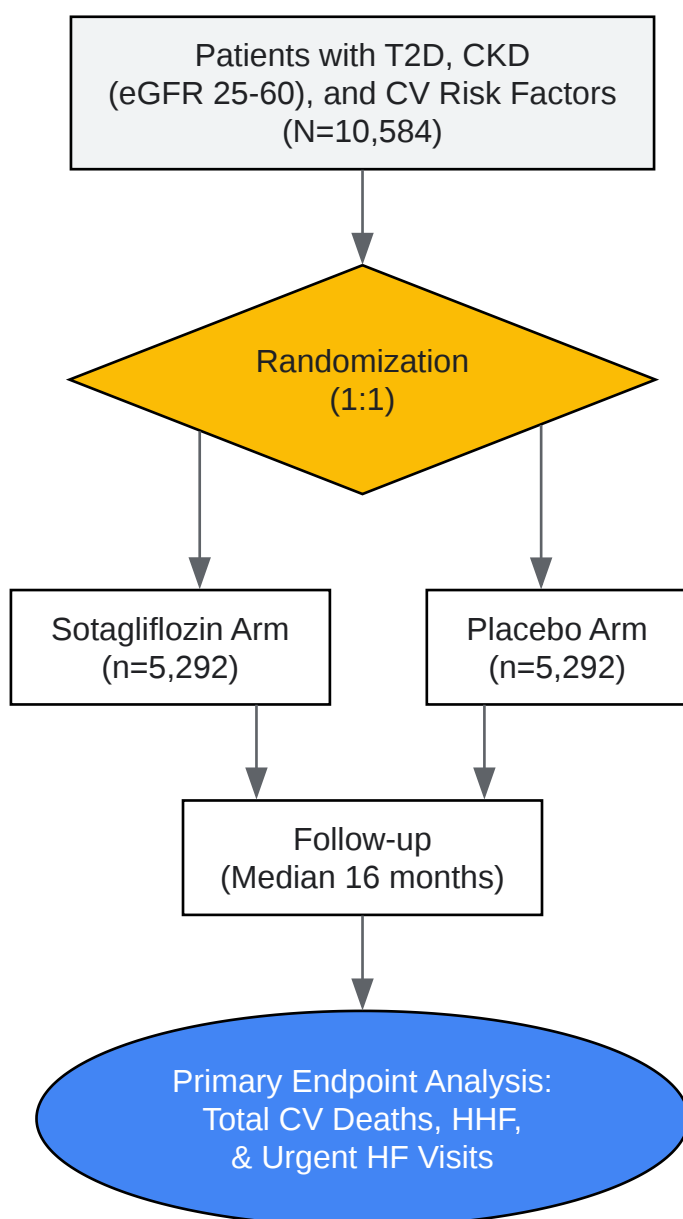 Patients with T2D, CKD
(eGFR 25-60), and CV Risk Factors
(N=10,584)
Randomization
(1:1)
Sotagliflozin Arm
(n=5,292)
Placebo Arm
(n=5,292)
Follow-up
(Median 16 months)
Primary Endpoint Analysis:
Total CV Deaths, HHF,
& Urgent HF Visits